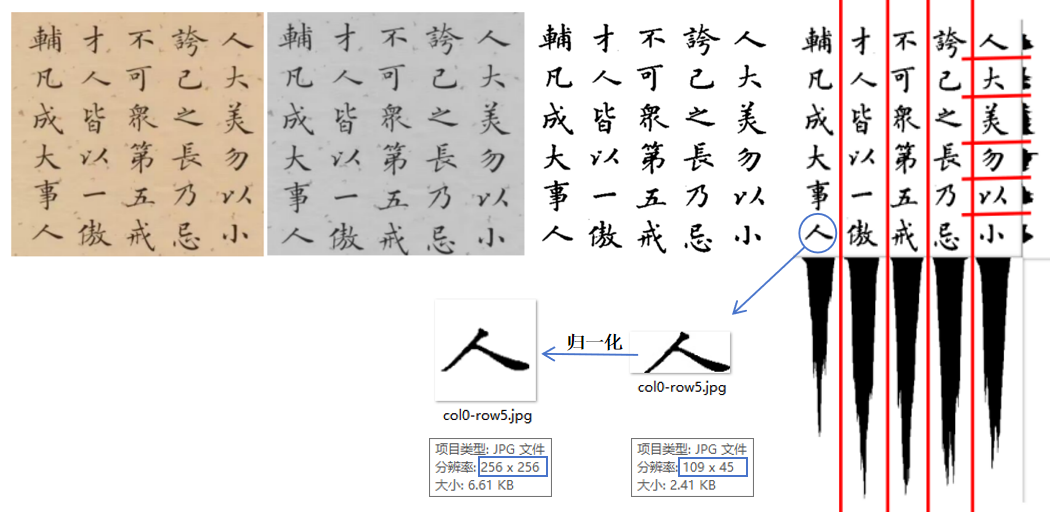 人大美勿以小
誇己之長乃忌
不可衆第五戒
才人皆以一傲
輔凡成大事人
人大美勿以小
誇己之長乃忌
不可衆第五戒
才人皆以一傲
輔凡成大事人
人大美勿以小
誇己之長乃忌
不可衆第五戒
才人皆以一傲
輔凡成大事人
人大美勿以小
誇己之長乃忌
不可衆第五戒
才人皆以一傲
輔凡成大事人
人
归一化
人
col0-row5.jpg
col0-row5.jpg
项目类型: JPG 文件
分辨率: 256 x 256
大小: 6.61 KB
项目类型: JPG 文件
分辨率: 109 x 45
大小: 2.41 KB